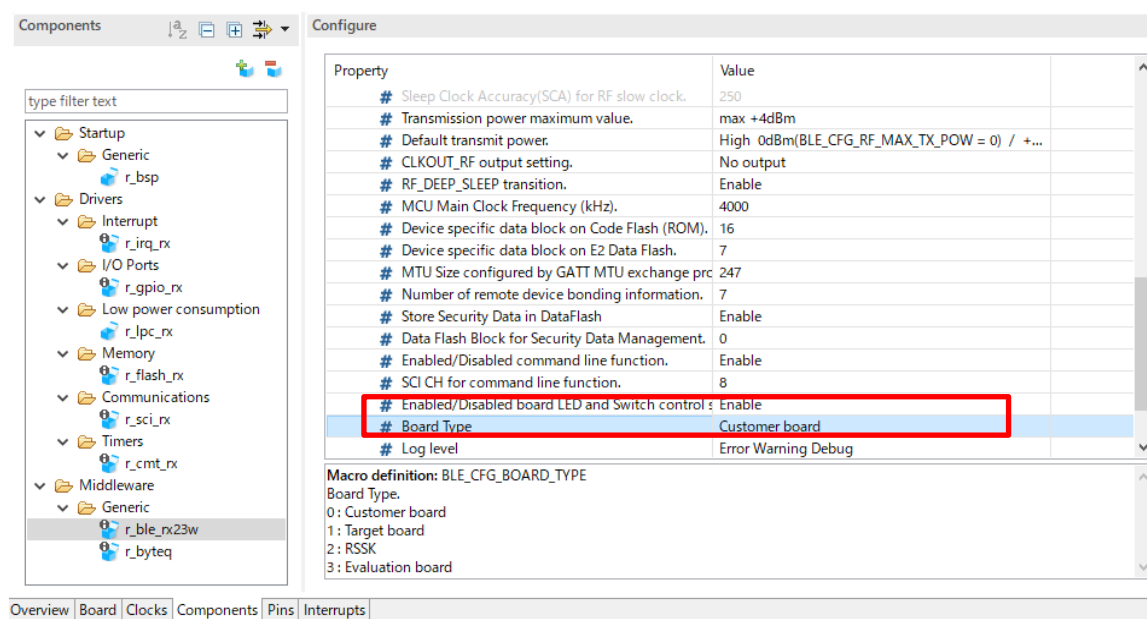 Components
Configure
type filter text
Startup
Generic
r_bsp
Drivers
Interrupt
r_irq_rx
I/O Ports
r_gpio_rx
Low power consumption
r_lpc_rx
Memory
r_flash_rx
Communications
r_sci_rx
Timers
r_cmt_rx
Middleware
Generic
r_ble_rx23w
r_byteq
Property Value
# Sleep Clock Accuracy(SCA) for RF slow clock. 250
# Transmission power maximum value. max +4dBm
# Default transmit power. High 0dBm(BLE_CFG_RF_MAX_TX_POW = 0) / +...
# CLKOUT_RF output setting. No output
# RF_DEEP_SLEEP transition. Enable
# MCU Main Clock Frequency (kHz). 4000
# Device specific data block on Code Flash (ROM). 16
# Device specific data block on E2 Data Flash. 7
# MTU Size configured by GATT MTU exchange prc 247
# Number of remote device bonding information. 7
# Store Security Data in DataFlash Enable
# Data Flash Block for Security Data Management. 0
# Enabled/Disabled command line function. Enable
# SCI CH for command line function. 8
# Enabled/Disabled board LED and Switch control s Enable
# Board Type Customer board
# Log level Error Warning Debug
Macro definition: BLE_CFG_BOARD_TYPE
Board Type.
0 : Customer board
1 : Target board
2 : RSSK
3 : Evaluation board
Overview Board Clocks Components Pins Interrupts